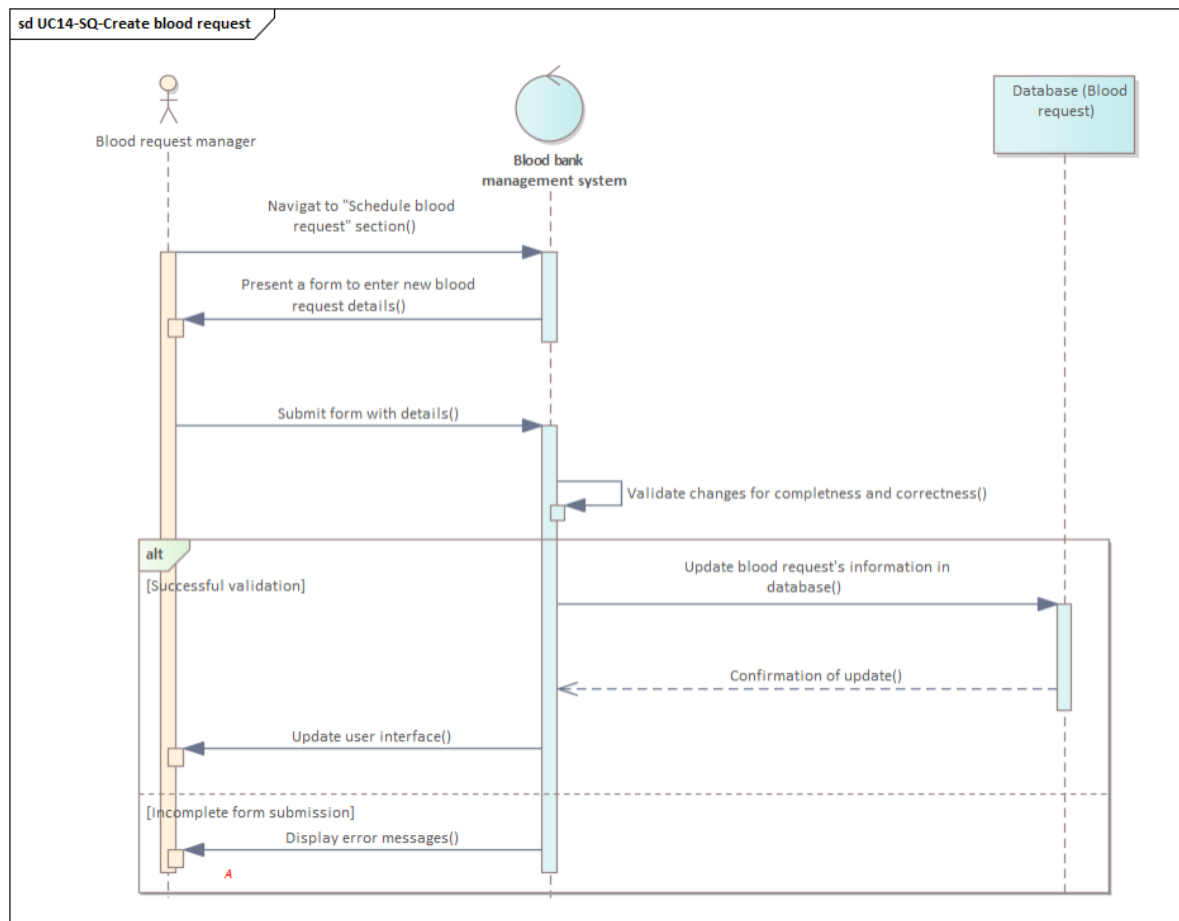 sd UC14-SQ-Create blood request
Blood request manager
Blood bank
management system
Database (Blood
request)
Navigat to "Schedule blood
request" section()
Present a form to enter new blood
request details()
Submit form with details()
Validate changes for completness and correctness()
alt
[Successful validation]
Update blood request's information in
database()
Confirmation of update()
Update user interface()
[Incomplete form submission]
Display error messages()
A